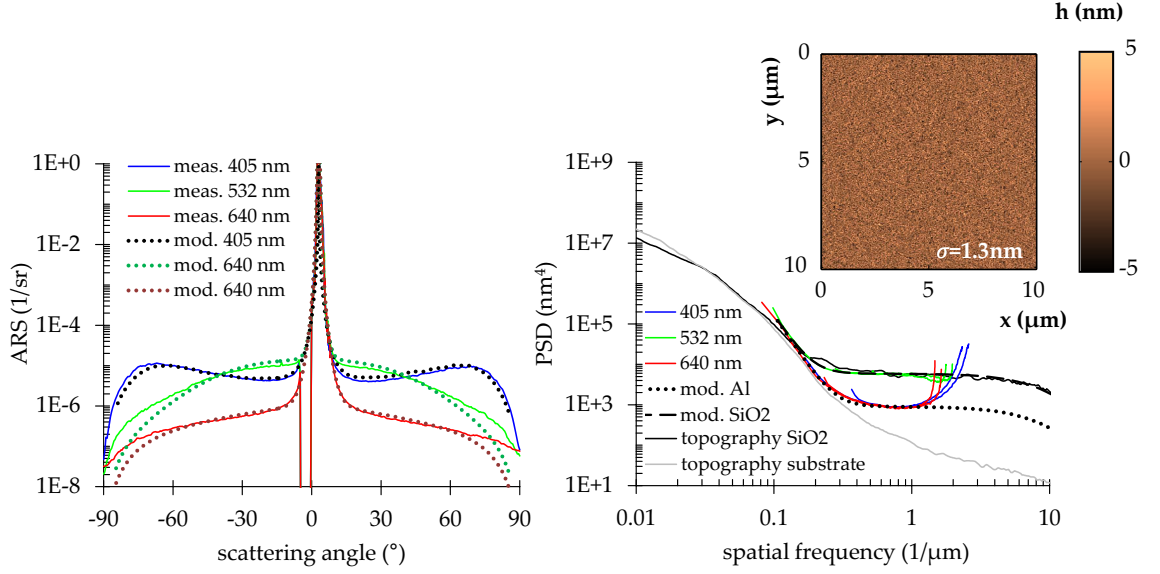 h (nm)
5
0
-5
y (μm)
0
5
10
σ=1.3nm
0
5
10
x (μm)
ARS (1/sr)
1E+0
1E-2
1E-4
1E-6
1E-8
meas. 405 nm
meas. 532 nm
meas. 640 nm
mod. 405 nm
mod. 640 nm
mod. 640 nm
-90
-60
-30
0
30
60
90
scattering angle (°)
PSD (nm⁴)
1E+9
1E+7
1E+5
1E+3
1E+1
405 nm
532 nm
640 nm
mod. Al
mod. SiO2
topography SiO2
topography substrate
0.01
0.1
1
10
spatial frequency (1/μm)